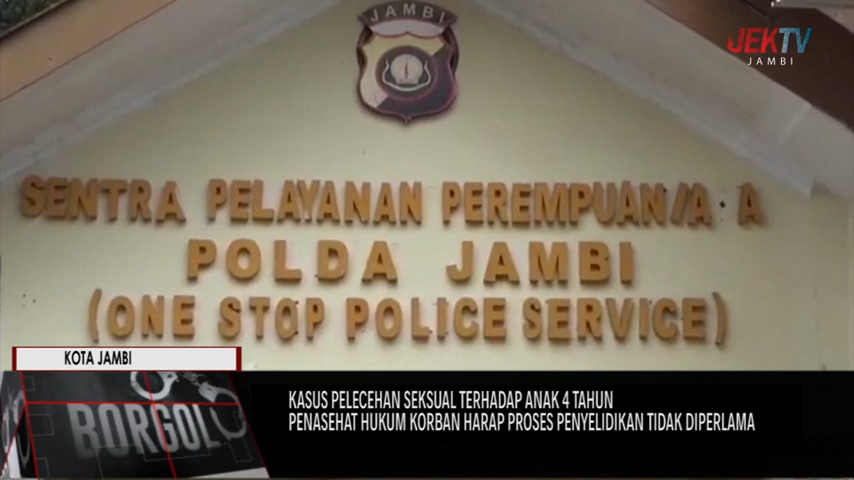 JAMBI
JEKTV
JAMBI
SENTRA PELAYANAN PEREMPUAN/A A
POLDA JAMBI
(ONE STOP POLICE SERVICE)
KOTA JAMBI
BORGOL
KASUS PELECEHAN SEKSUAL TERHADAP ANAK 4 TAHUN
PENASEHAT HUKUM KORBAN HARAP PROSES PENYELIDIKAN TIDAK DIPERLAMA